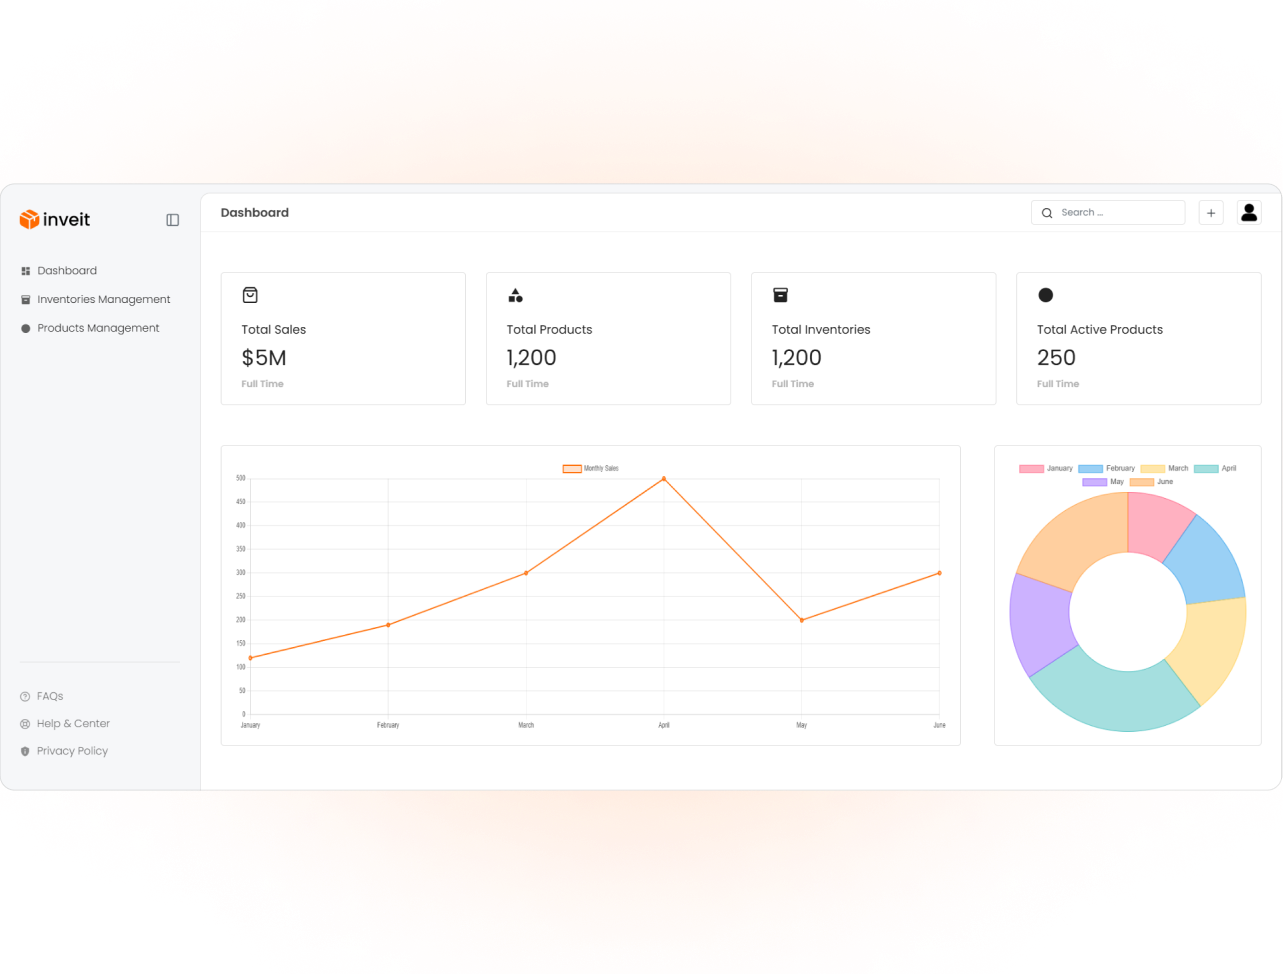 inveit
Dashboard
Inventories Management
Products Management
FAQs
Help & Center
Privacy Policy
Dashboard
Search ...
Total Sales
$5M
Full Time
Total Products
1,200
Full Time
Total Inventories
1,200
Full Time
Total Active Products
250
Full Time
Monthly Sales
500
450
400
350
300
250
200
150
100
50
0
January February March April May June
January February March April
May June